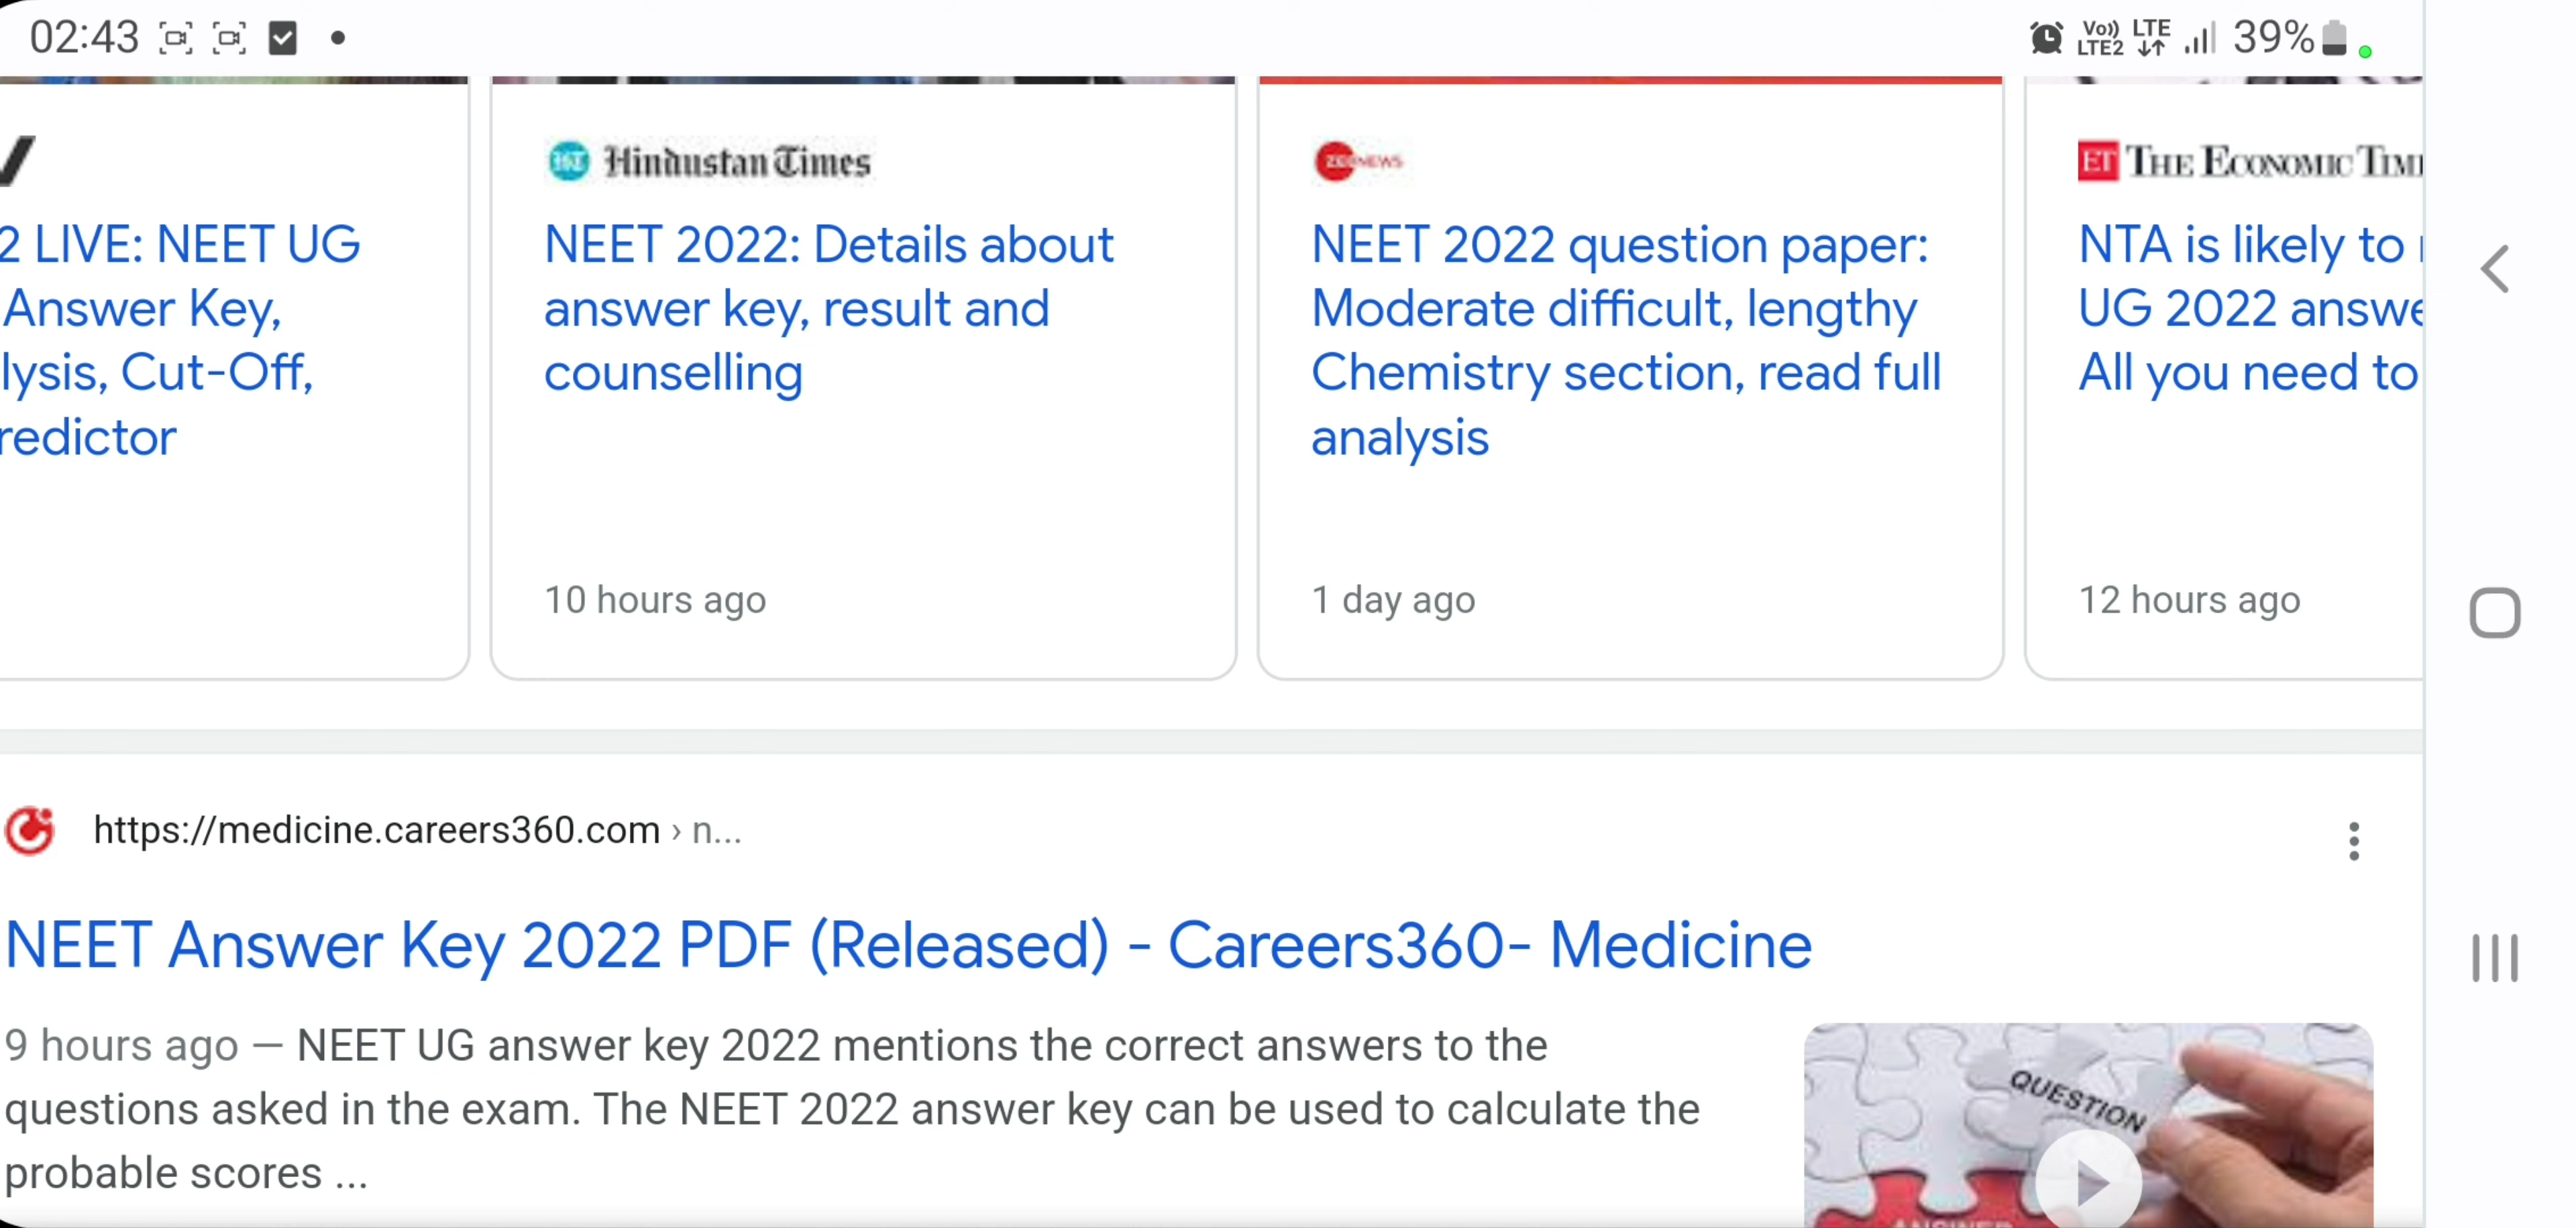 02:43
Vo)) LTE
LTE2
39%
2 LIVE: NEET UG
Answer Key,
lysis, Cut-Off,
redictor
Hindustan Times
NEET 2022: Details about
answer key, result and
counselling
10 hours ago
ZEE NEWS
NEET 2022 question paper:
Moderate difficult, lengthy
Chemistry section, read full
analysis
1 day ago
ET THE ECONOMIC TIM
NTA is likely to
UG 2022 answe
All you need to
12 hours ago
https://medicine.careers360.com › n...
NEET Answer Key 2022 PDF (Released) - Careers360- Medicine
9 hours ago — NEET UG answer key 2022 mentions the correct answers to the
questions asked in the exam. The NEET 2022 answer key can be used to calculate the
probable scores ...
QUESTION